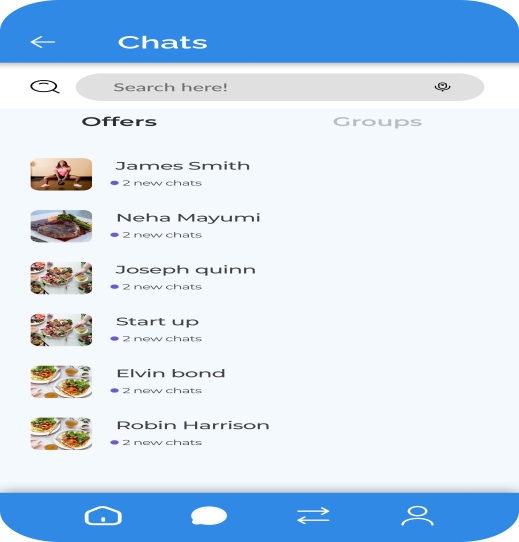 Chats
Search here!
Offers Groups
James Smith
2 new chats
Neha Mayumi
2 new chats
Joseph quinn
2 new chats
Start up
2 new chats
Elvin bond
2 new chats
Robin Harrison
2 new chats